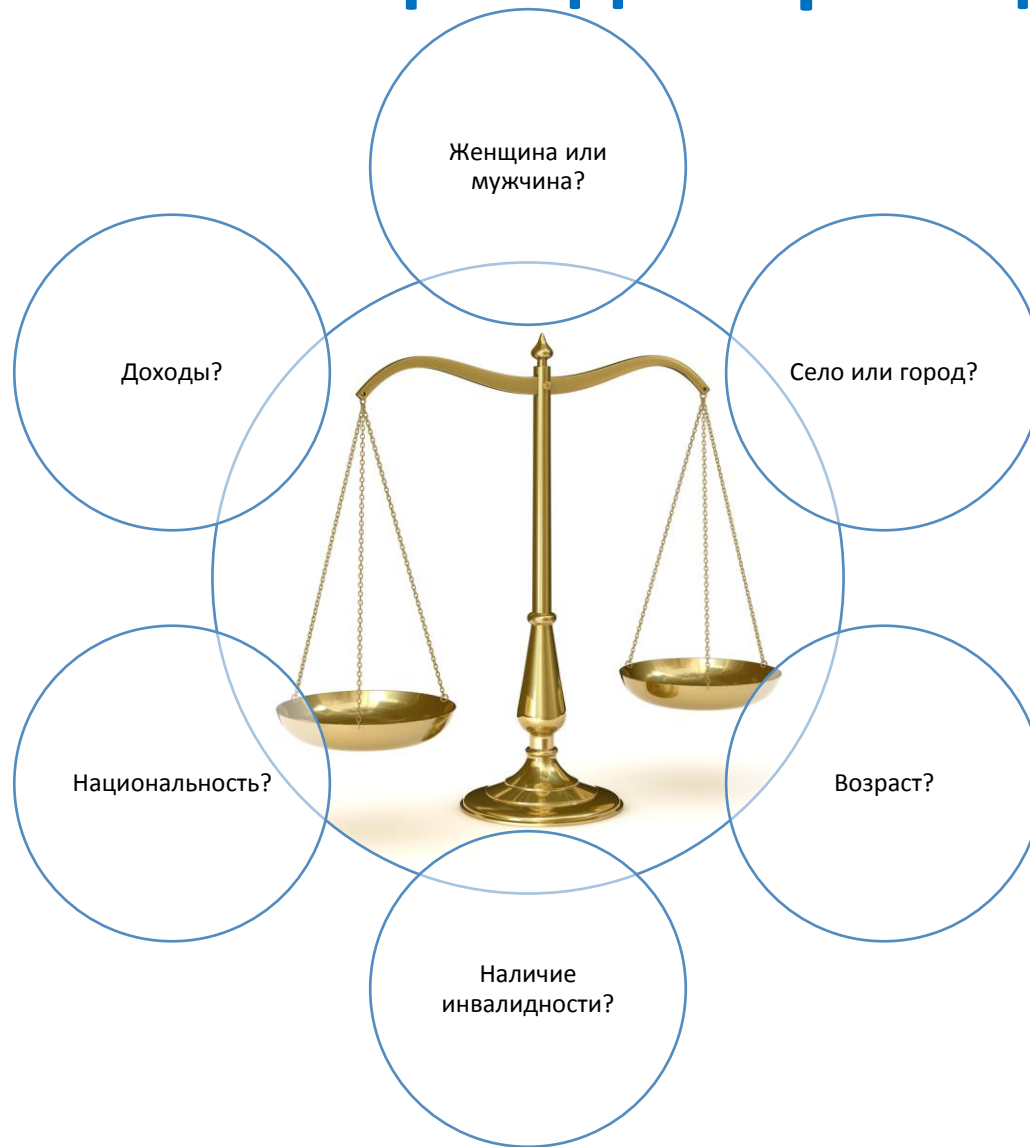 Женщина или
мужчина?
Доходы?
Село или город?
Национальность?
Возраст?
Наличие
инвалидности?